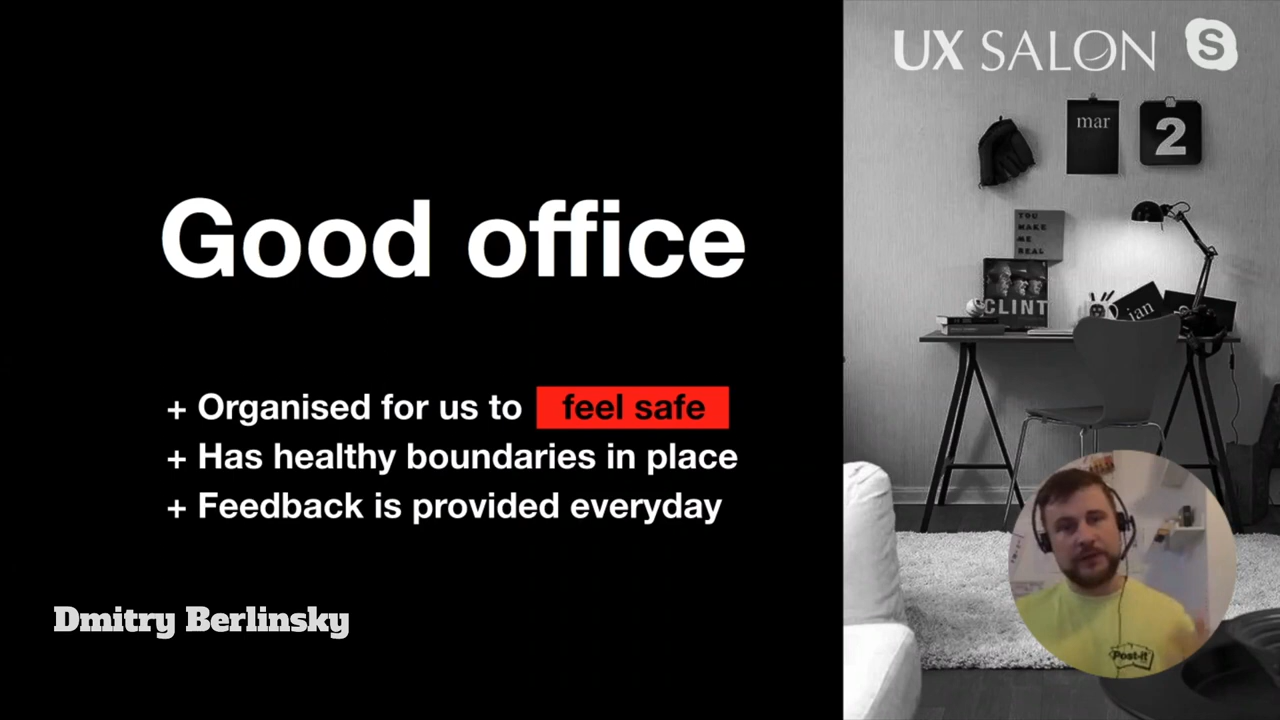 UX SALON
S
mar
2
Good office
YOU
MAKE
ME
REAL
CLINT
jan
+ Organised for us to feel safe
+ Has healthy boundaries in place
+ Feedback is provided everyday
Dmitry Berlinsky
Post-it